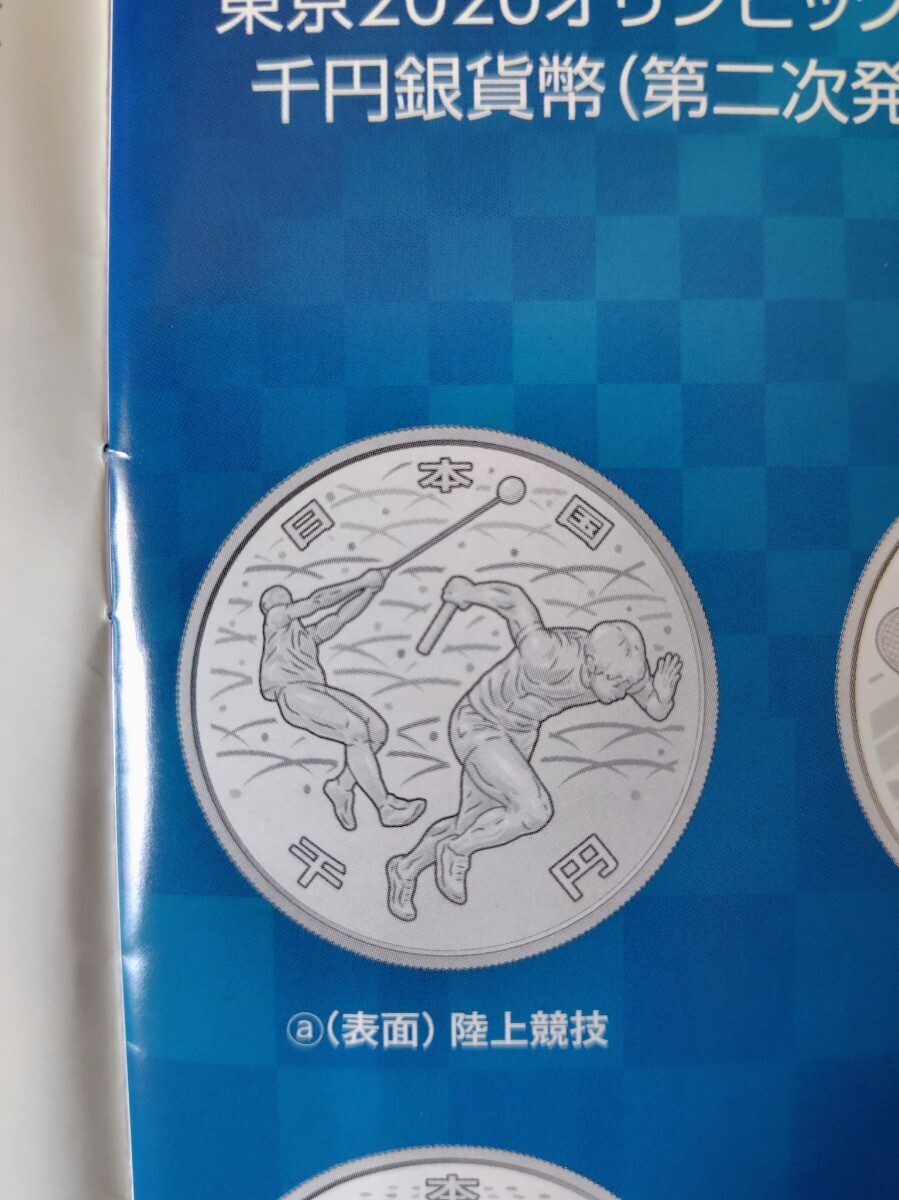 東京2020オリンピック
千円銀貨幣(第二次発
日本国
千円
ⓐ(表面) 陸上競技
本